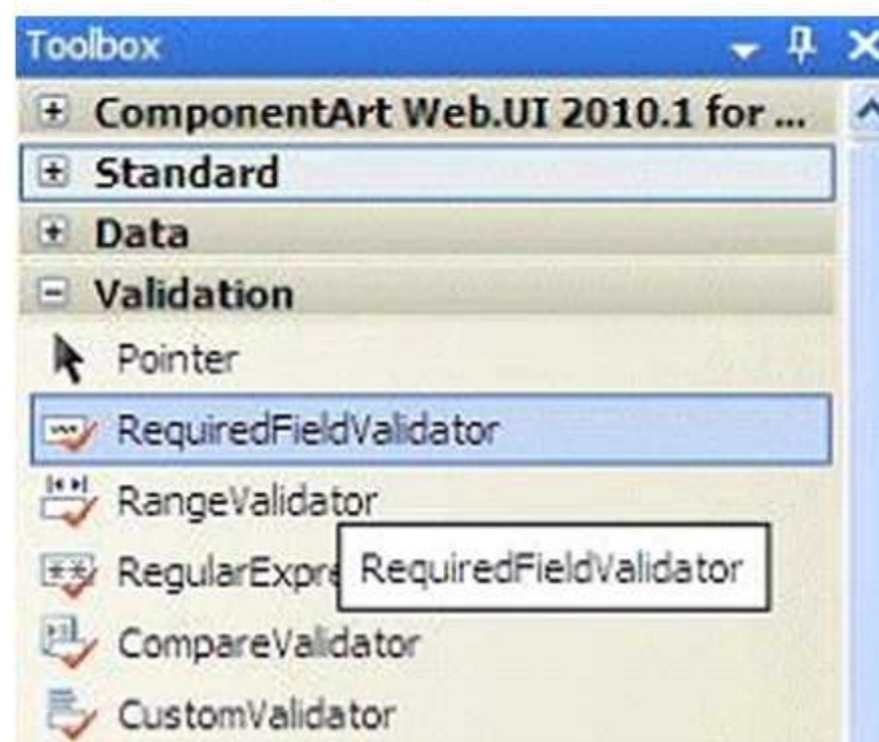 Toolbox
ComponentArt Web.UI 2010.1 for ...
Standard
Data
Validation
Pointer
RequiredFieldValidator
RangeValidator
RegularExpre
RequiredFieldValidator
CompareValidator
CustomValidator